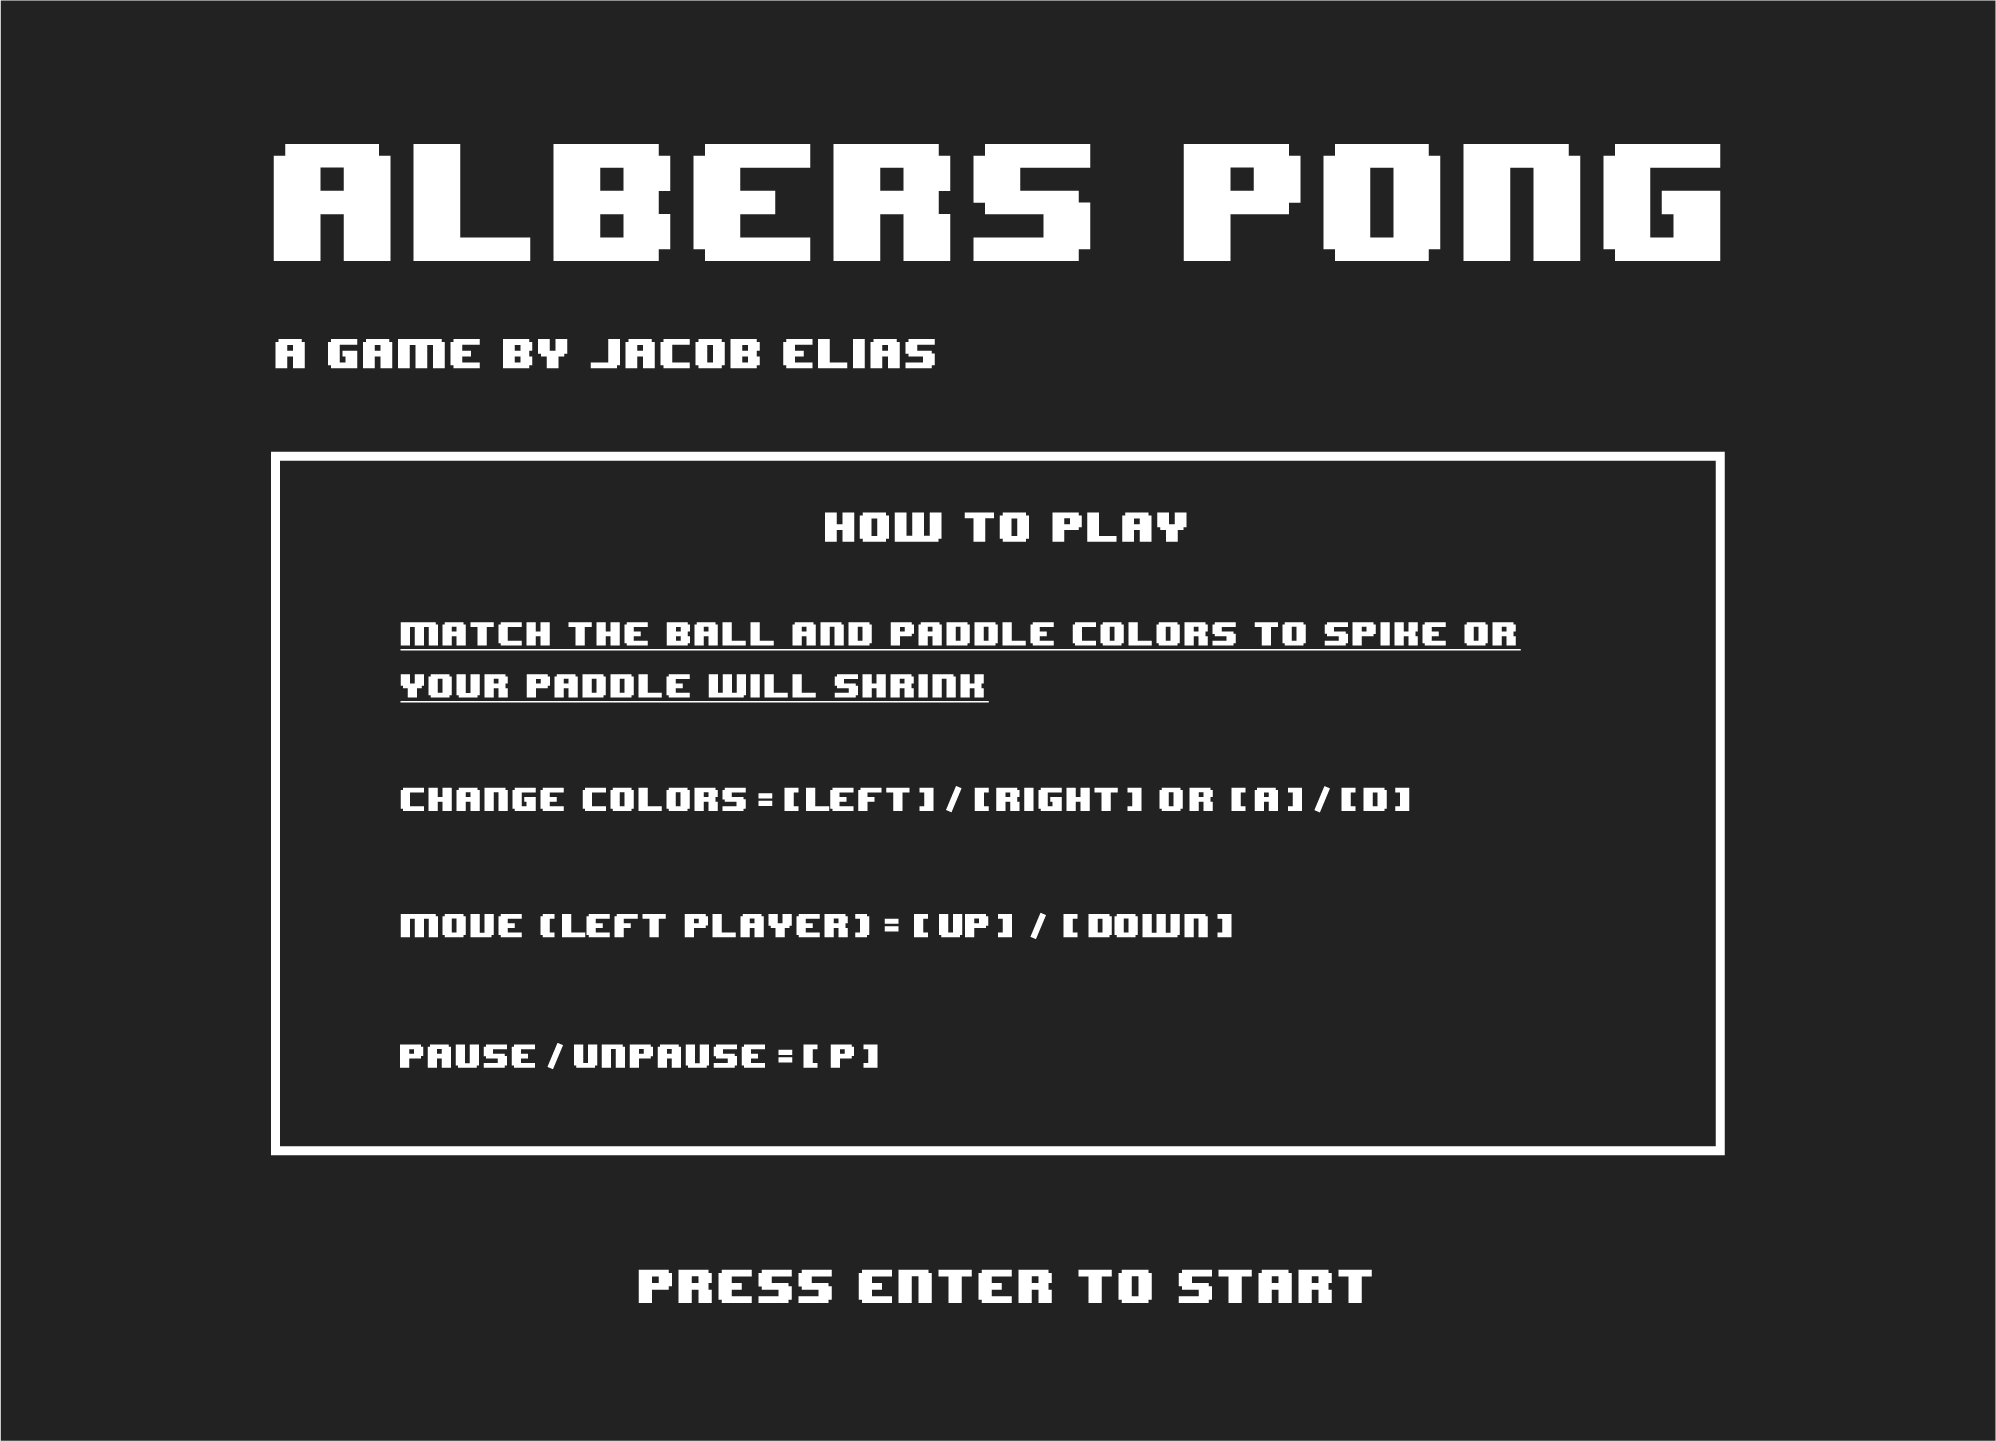 ALBERS PONG
A GAME BY JACOB ELIAS
HOW TO PLAY
MATCH THE BALL AND PADDLE COLORS TO SPIKE OR
YOUR PADDLE WILL SHRINK
CHANGE COLORS = [LEFT] / [RIGHT] OR [A] / [D]
MOVE (LEFT PLAYER) = [UP] / [DOWN]
PAUSE / UNPAUSE = [P]
PRESS ENTER TO START